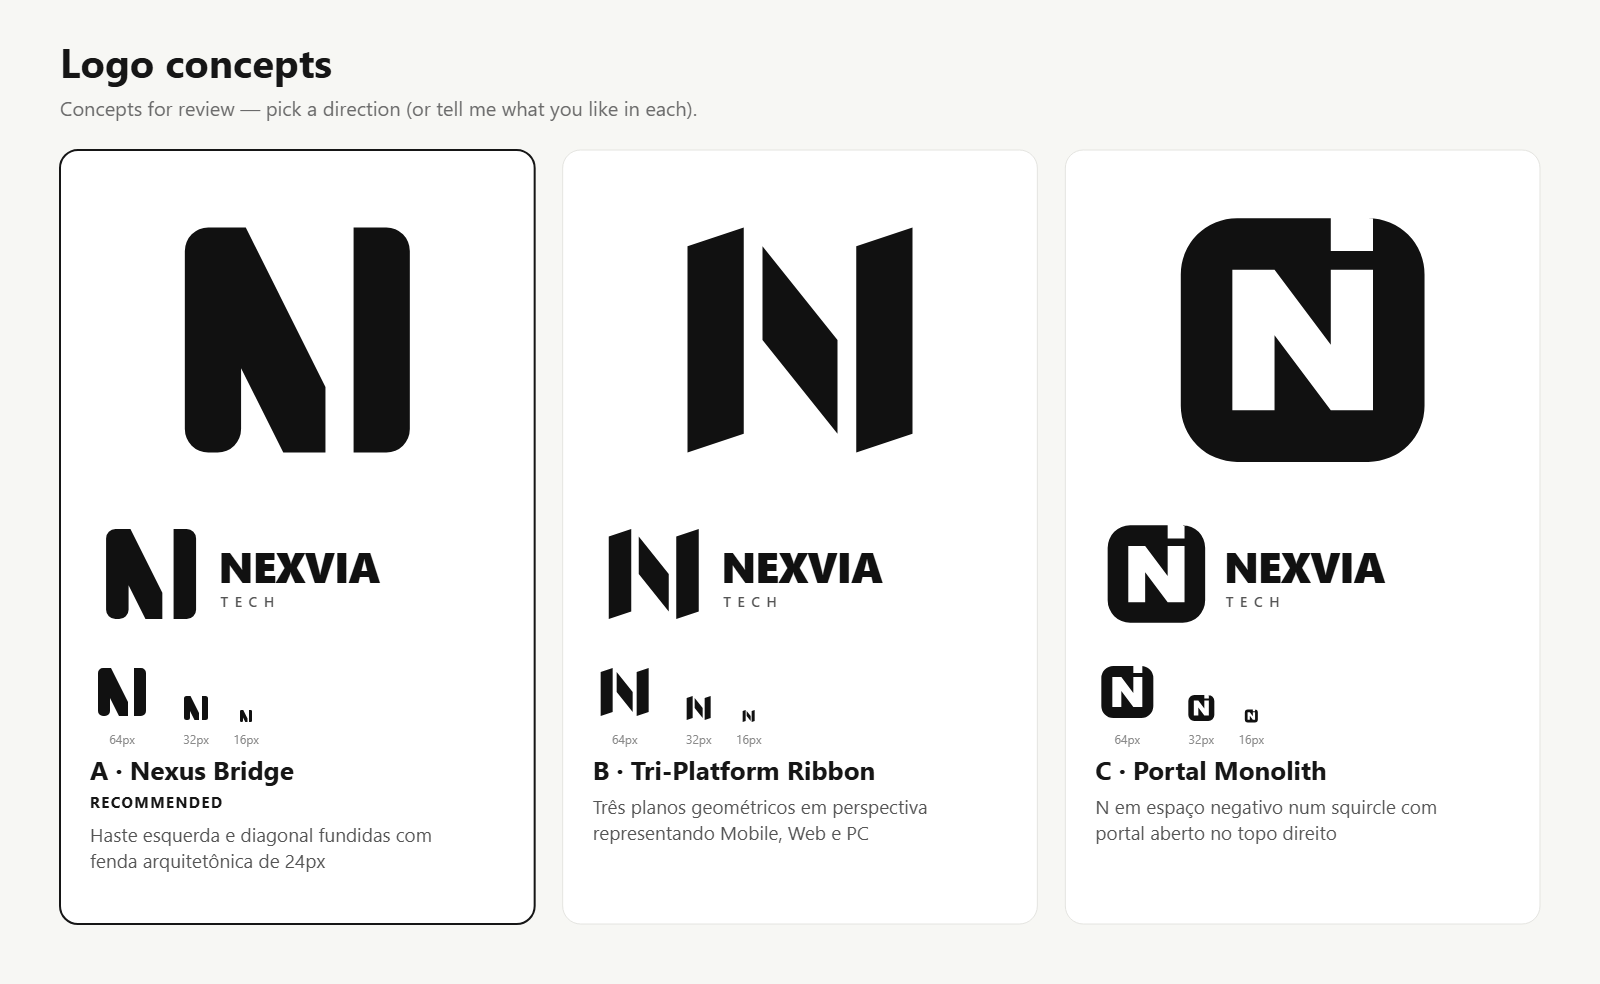 Logo concepts
Concepts for review — pick a direction (or tell me what you like in each).
NEXVIA
TECH
64px 32px 16px
A · Nexus Bridge
RECOMMENDED
Haste esquerda e diagonal fundidas com
fenda arquitetônica de 24px
NEXVIA
TECH
64px 32px 16px
B · Tri-Platform Ribbon
Três planos geométricos em perspectiva
representando Mobile, Web e PC
NEXVIA
TECH
64px 32px 16px
C · Portal Monolith
N em espaço negativo num squircle com
portal aberto no topo direito